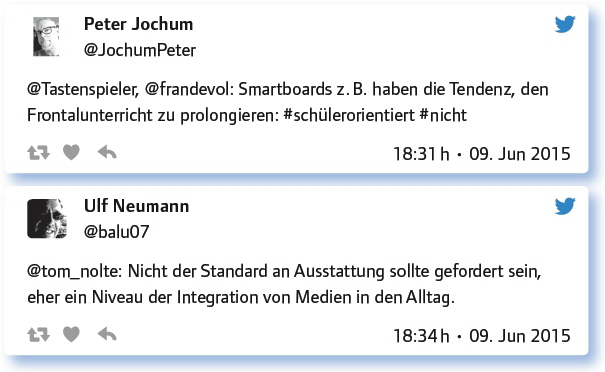 Peter Jochum
@JochumPeter
@Tastenspieler, @frandevol: Smartboards z. B. haben die Tendenz, den
Frontalunterricht zu prolongieren: #schülerorientiert #nicht
18:31 h · 09. Jun 2015
Ulf Neumann
@balu07
@tom_nolte: Nicht der Standard an Ausstattung sollte gefordert sein,
eher ein Niveau der Integration von Medien in den Alltag.
18:34 h · 09. Jun 2015